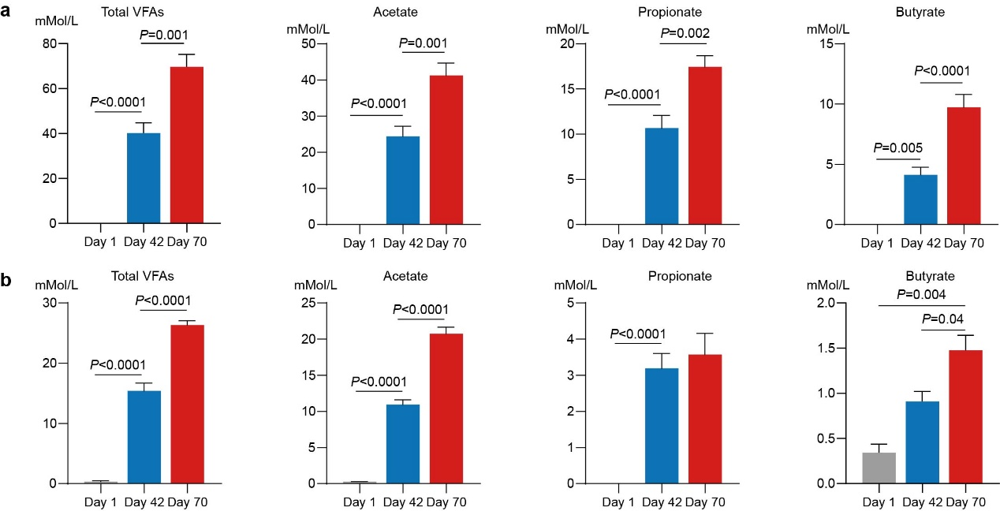 a
Total VFAs
mMol/L
80
60
40
20
0
P<0.0001
P=0.001
Day 1 Day 42 Day 70
Acetate
mMol/L
50
40
30
20
10
0
P<0.0001
P=0.001
Day 1 Day 42 Day 70
Propionate
mMol/L
20
15
10
5
0
P<0.0001
P=0.002
Day 1 Day 42 Day 70
Butyrate
mMol/L
15
10
5
0
P=0.005
P<0.0001
Day 1 Day 42 Day 70
b
Total VFAs
mMol/L
30
20
10
0
P<0.0001
P<0.0001
Day 1 Day 42 Day 70
Acetate
mMol/L
25
20
15
10
5
0
P<0.0001
P<0.0001
Day 1 Day 42 Day 70
Propionate
mMol/L
5
4
3
2
1
0
P<0.0001
Day 1 Day 42 Day 70
Butyrate
mMol/L
2.0
1.5
1.0
0.5
0.0
P=0.004
P=0.04
Day 1 Day 42 Day 70